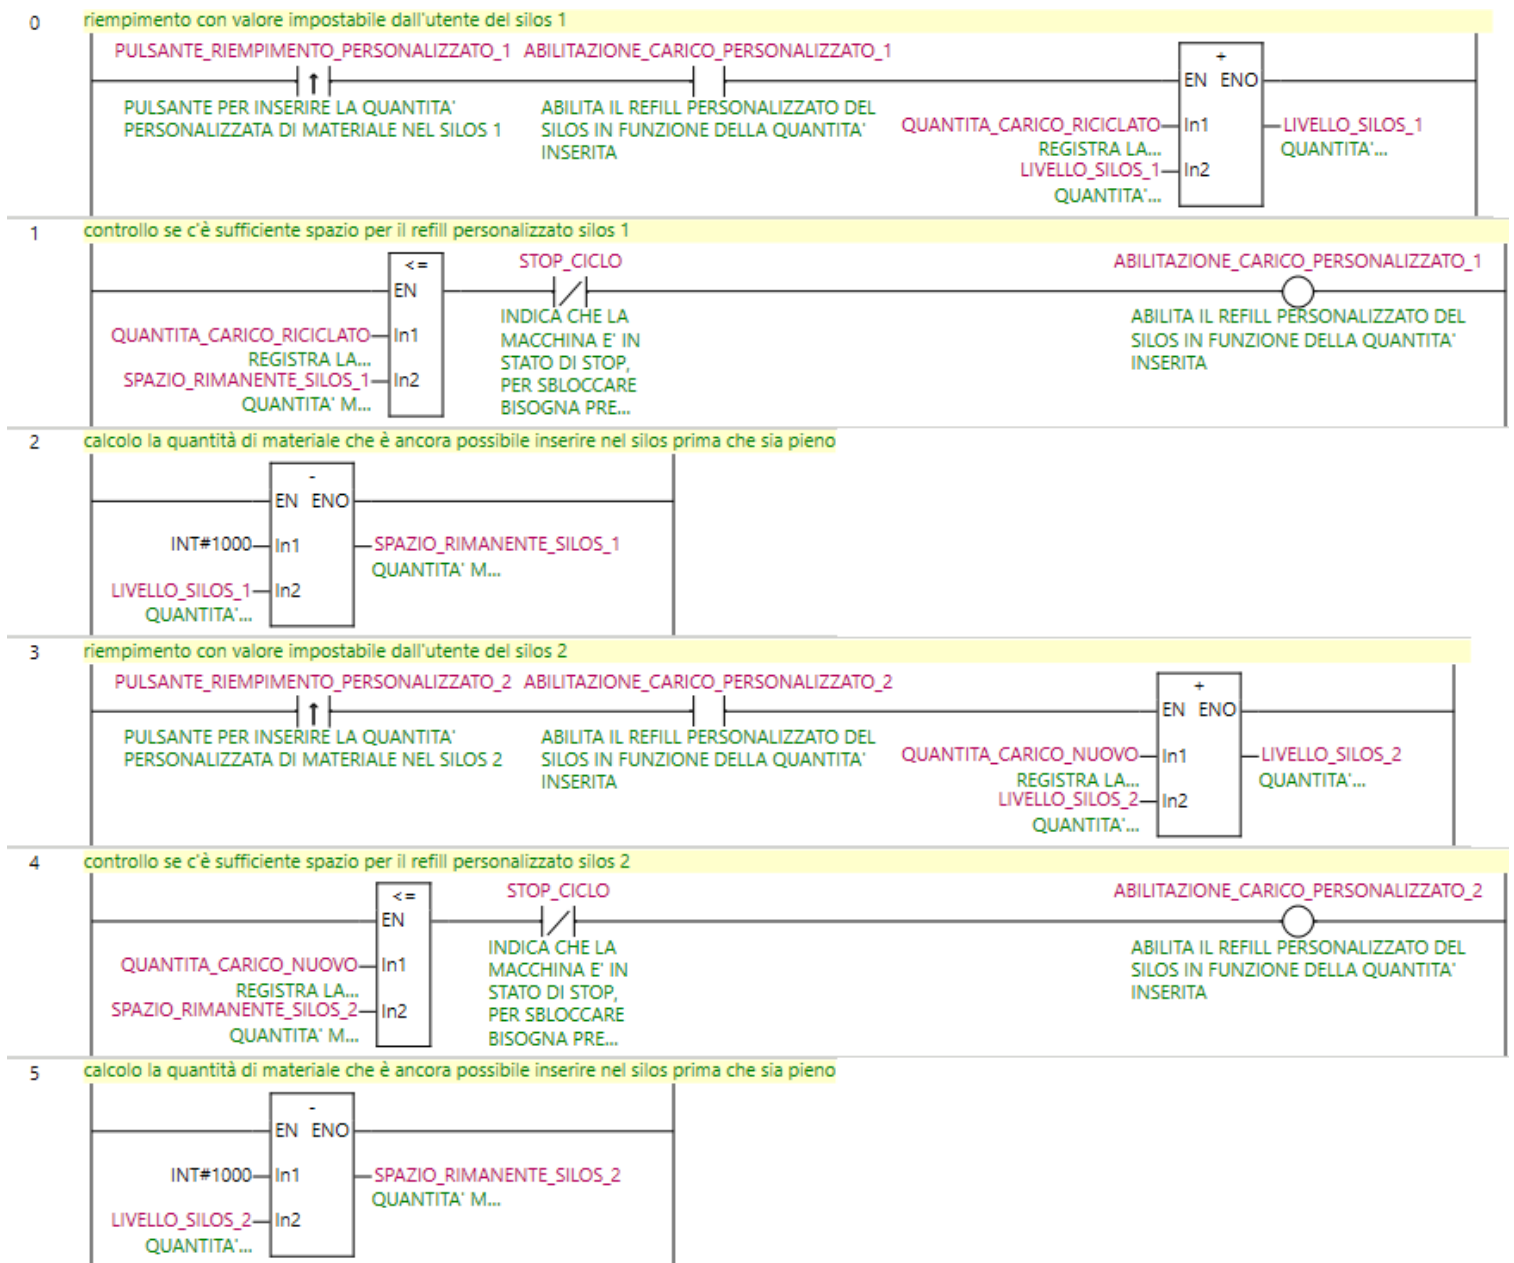 0
riempimento con valore impostabile dall'utente del silos 1
PULSANTE_RIEMPIMENTO_PERSONALIZZATO_1 ABILITAZIONE_CARICO_PERSONALIZZATO_1
+
EN ENO
PULSANTE PER INSERIRE LA QUANTITA'
PERSONALIZZATA DI MATERIALE NEL SILOS 1
ABILITA IL REFILL PERSONALIZZATO DEL
SILOS IN FUNZIONE DELLA QUANTITA'
INSERITA
QUANTITA_CARICO_RICICLATO In1 LIVELLO_SILOS_1
REGISTRA LA... QUANTITA'...
LIVELLO_SILOS_1 In2
QUANTITA'...
1
controllo se c'è sufficiente spazio per il refill personalizzato silos 1
<=
EN
STOP_CICLO
ABILITAZIONE_CARICO_PERSONALIZZATO_1
QUANTITA_CARICO_RICICLATO In1
REGISTRA LA...
SPAZIO_RIMANENTE_SILOS_1 In2
QUANTITA' M...
INDICA CHE LA
MACCHINA E' IN
STATO DI STOP,
PER SBLOCCARE
BISOGNA PRE...
ABILITA IL REFILL PERSONALIZZATO DEL
SILOS IN FUNZIONE DELLA QUANTITA'
INSERITA
2
calcolo la quantità di materiale che è ancora possibile inserire nel silos prima che sia pieno
-
EN ENO
INT#1000 In1 SPAZIO_RIMANENTE_SILOS_1
QUANTITA' M...
LIVELLO_SILOS_1 In2
QUANTITA'...
3
riempimento con valore impostabile dall'utente del silos 2
PULSANTE_RIEMPIMENTO_PERSONALIZZATO_2 ABILITAZIONE_CARICO_PERSONALIZZATO_2
+
EN ENO
PULSANTE PER INSERIRE LA QUANTITA'
PERSONALIZZATA DI MATERIALE NEL SILOS 2
ABILITA IL REFILL PERSONALIZZATO DEL
SILOS IN FUNZIONE DELLA QUANTITA'
INSERITA
QUANTITA_CARICO_NUOVO In1 LIVELLO_SILOS_2
REGISTRA LA... QUANTITA'...
LIVELLO_SILOS_2 In2
QUANTITA'...
4
controllo se c'è sufficiente spazio per il refill personalizzato silos 2
<=
EN
STOP_CICLO
ABILITAZIONE_CARICO_PERSONALIZZATO_2
QUANTITA_CARICO_NUOVO In1
REGISTRA LA...
SPAZIO_RIMANENTE_SILOS_2 In2
QUANTITA' M...
INDICA CHE LA
MACCHINA E' IN
STATO DI STOP,
PER SBLOCCARE
BISOGNA PRE...
ABILITA IL REFILL PERSONALIZZATO DEL
SILOS IN FUNZIONE DELLA QUANTITA'
INSERITA
5
calcolo la quantità di materiale che è ancora possibile inserire nel silos prima che sia pieno
-
EN ENO
INT#1000 In1 SPAZIO_RIMANENTE_SILOS_2
QUANTITA' M...
LIVELLO_SILOS_2 In2
QUANTITA'...